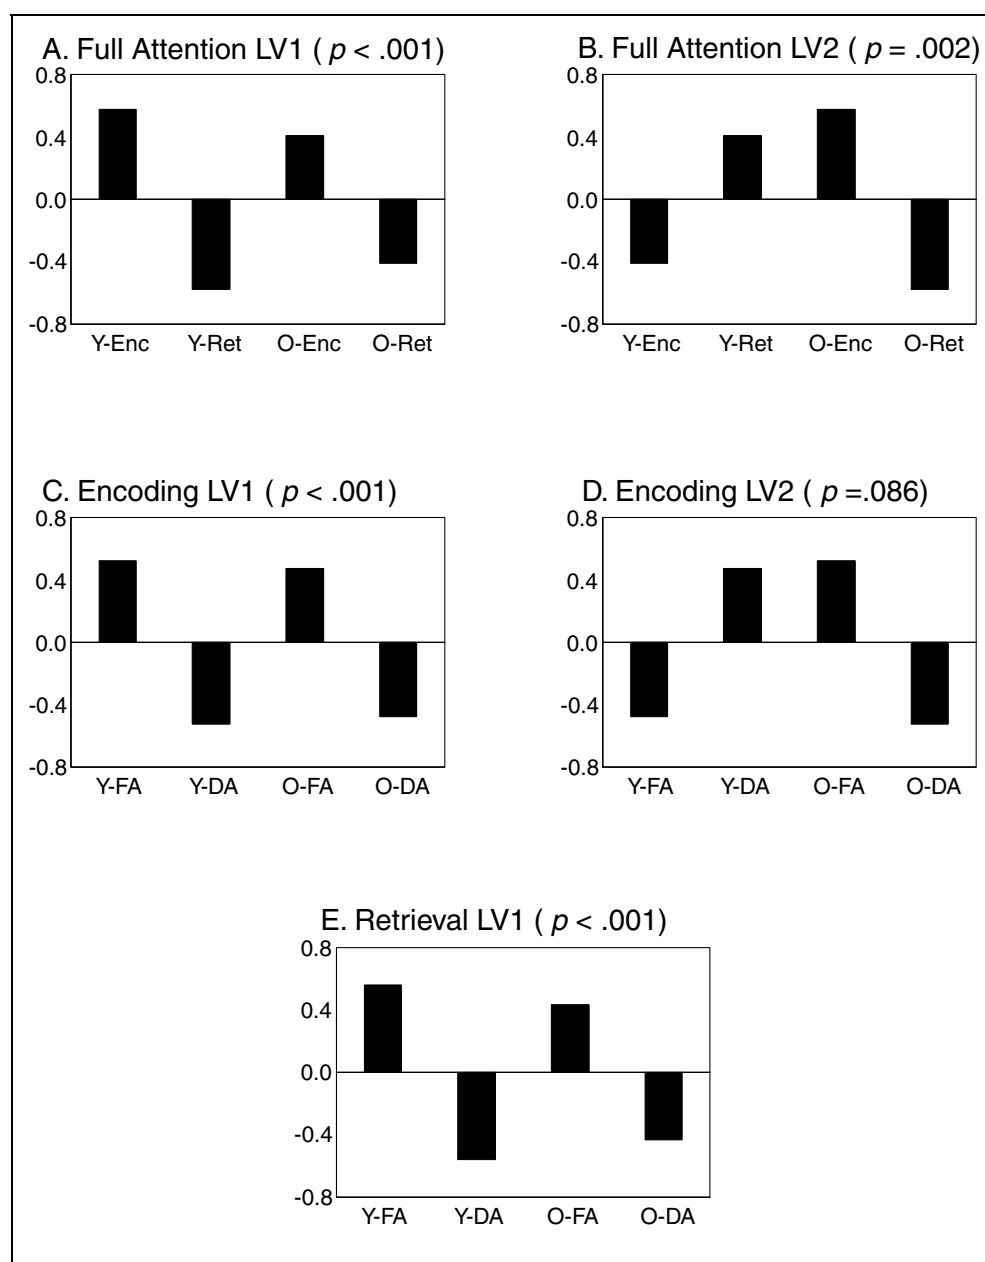 A. Full Attention LV1 ( p < .001)
0.8
0.4
0.0
-0.4
-0.8
Y-Enc Y-Ret O-Enc O-Ret
B. Full Attention LV2 ( p = .002)
0.8
0.4
0.0
-0.4
-0.8
Y-Enc Y-Ret O-Enc O-Ret
C. Encoding LV1 ( p < .001)
0.8
0.4
0.0
-0.4
-0.8
Y-FA Y-DA O-FA O-DA
D. Encoding LV2 ( p =.086)
0.8
0.4
0.0
-0.4
-0.8
Y-FA Y-DA O-FA O-DA
E. Retrieval LV1 ( p < .001)
0.8
0.4
0.0
-0.4
-0.8
Y-FA Y-DA O-FA O-DA